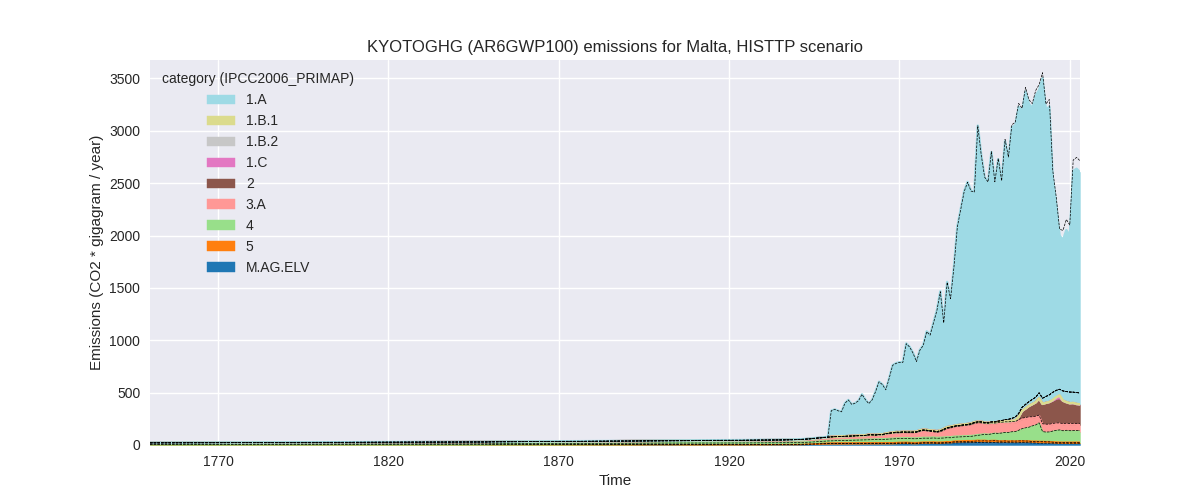 KYOTOGHG (AR6GWP100) emissions for Malta, HISTTP scenario
Emissions (CO2 * gigagram / year)
3500
3000
2500
2000
1500
1000
500
0
category (IPCC2006_PRIMAP)
1.A
1.B.1
1.B.2
1.C
2
3.A
4
5
M.AG.ELV
1770
1820
1870
1920
1970
2020
Time